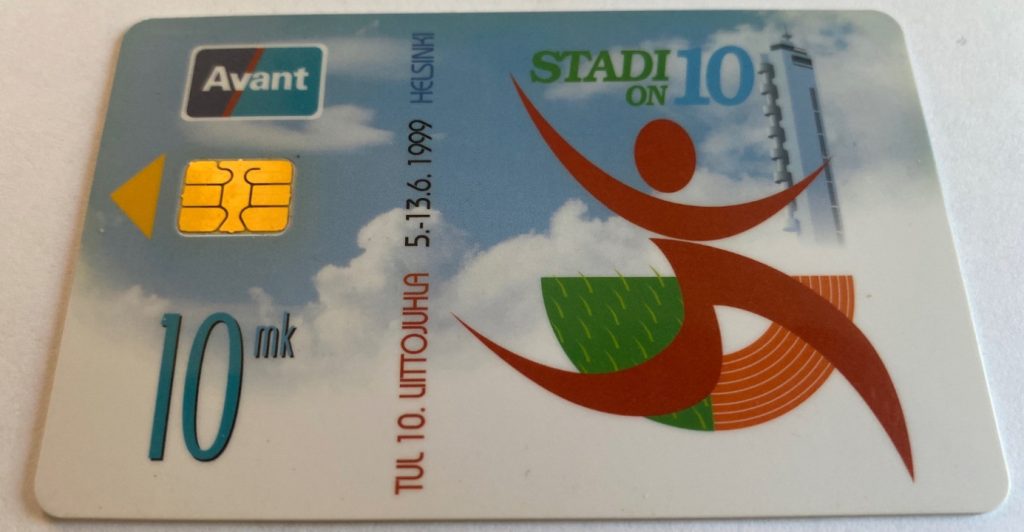 Avant
10 mk
TUL 10. LIITTOJUHLA 5.-13.6. 1999 HELSINKI
STADI
ON 10